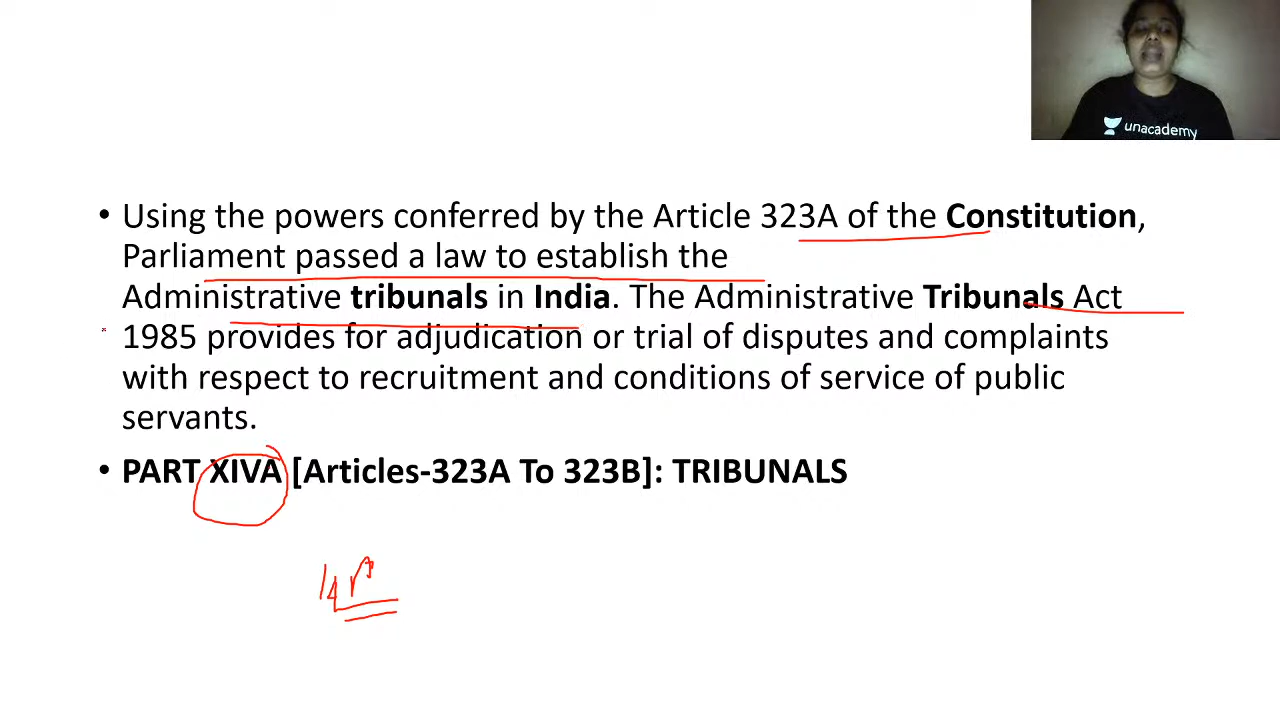 unacademy
• Using the powers conferred by the Article 323A of the Constitution,
Parliament passed a law to establish the
Administrative tribunals in India. The Administrative Tribunals Act
1985 provides for adjudication or trial of disputes and complaints
with respect to recruitment and conditions of service of public
servants.
• PART XIVA [Articles-323A To 323B]: TRIBUNALS